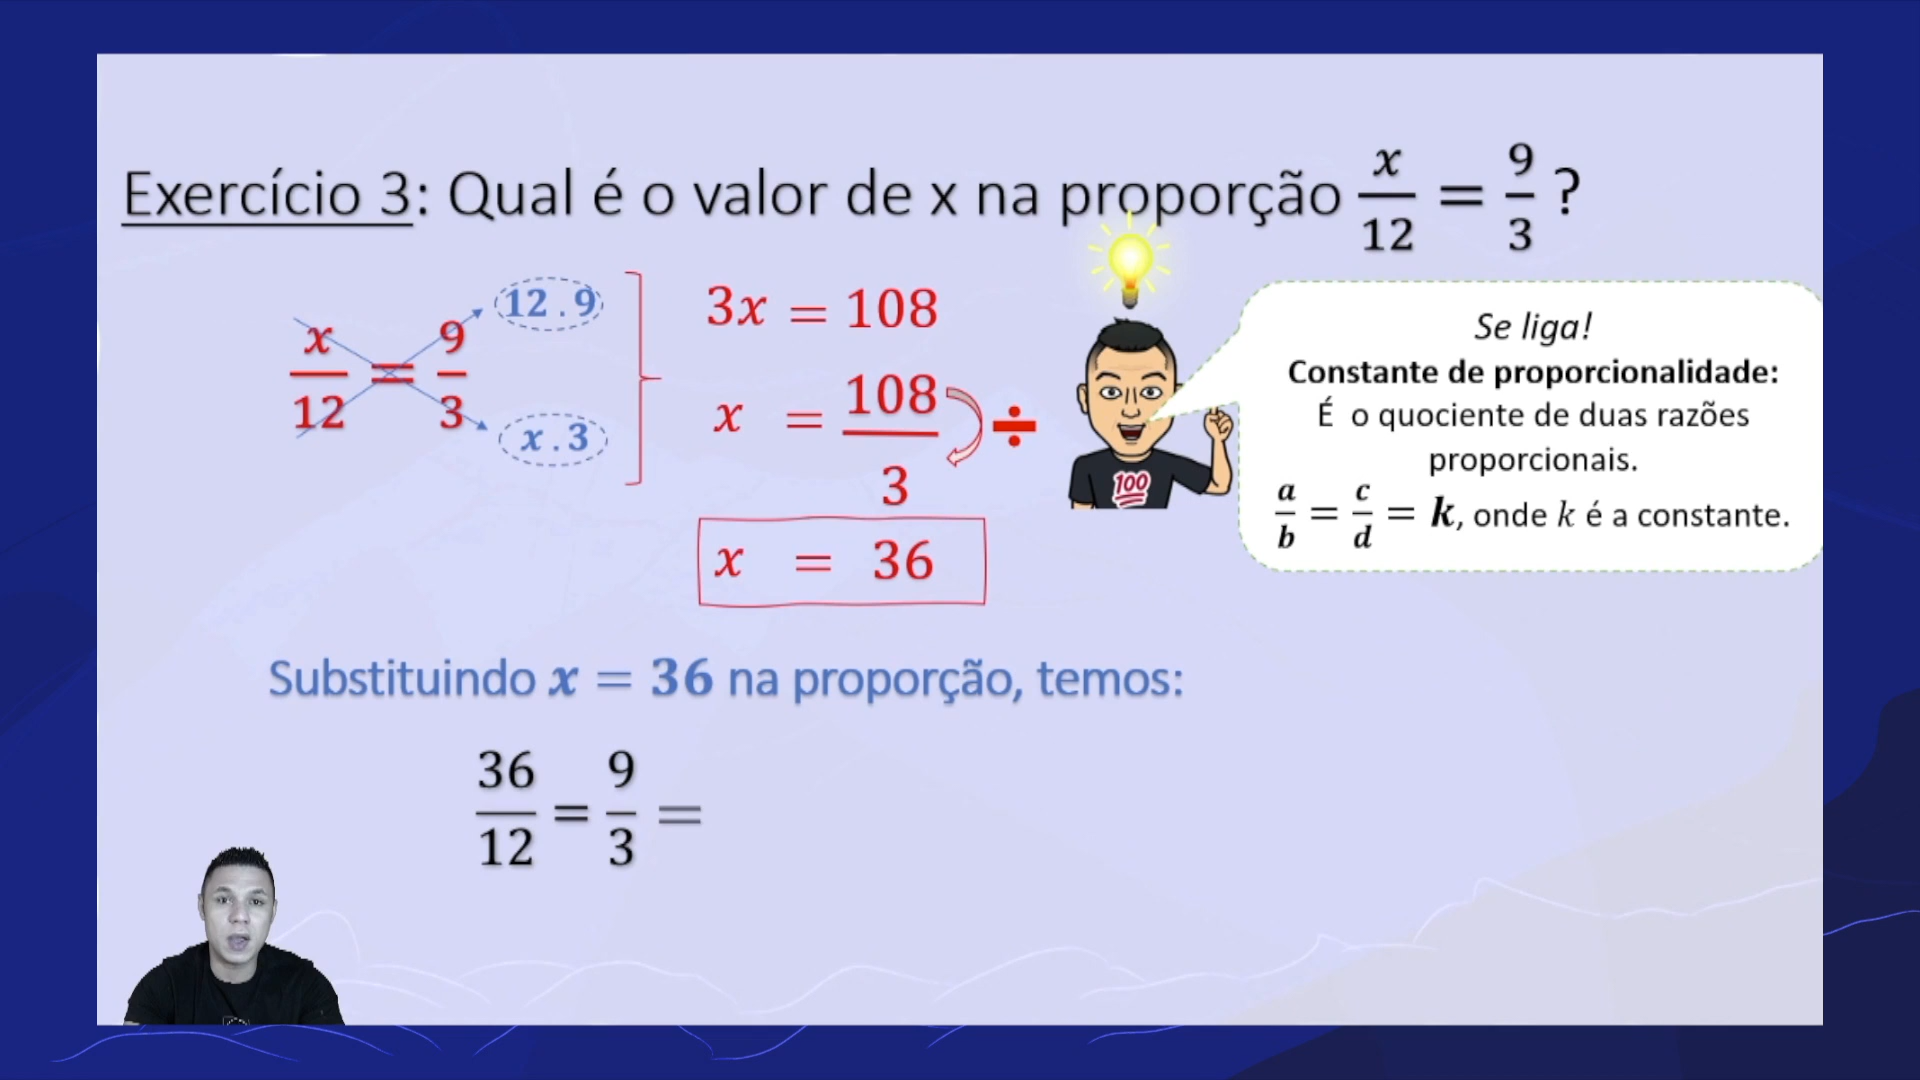 Exercício 3: Qual é o valor de x na proporção x/12 = 9/3 ?
x/12 = 9/3
12 . 9
x . 3
3x = 108
x = 108/3
÷
x = 36
100
Se liga!
Constante de proporcionalidade:
É o quociente de duas razões
proporcionais.
a/b = c/d = k, onde k é a constante.
Substituindo x = 36 na proporção, temos:
36/12 = 9/3 =